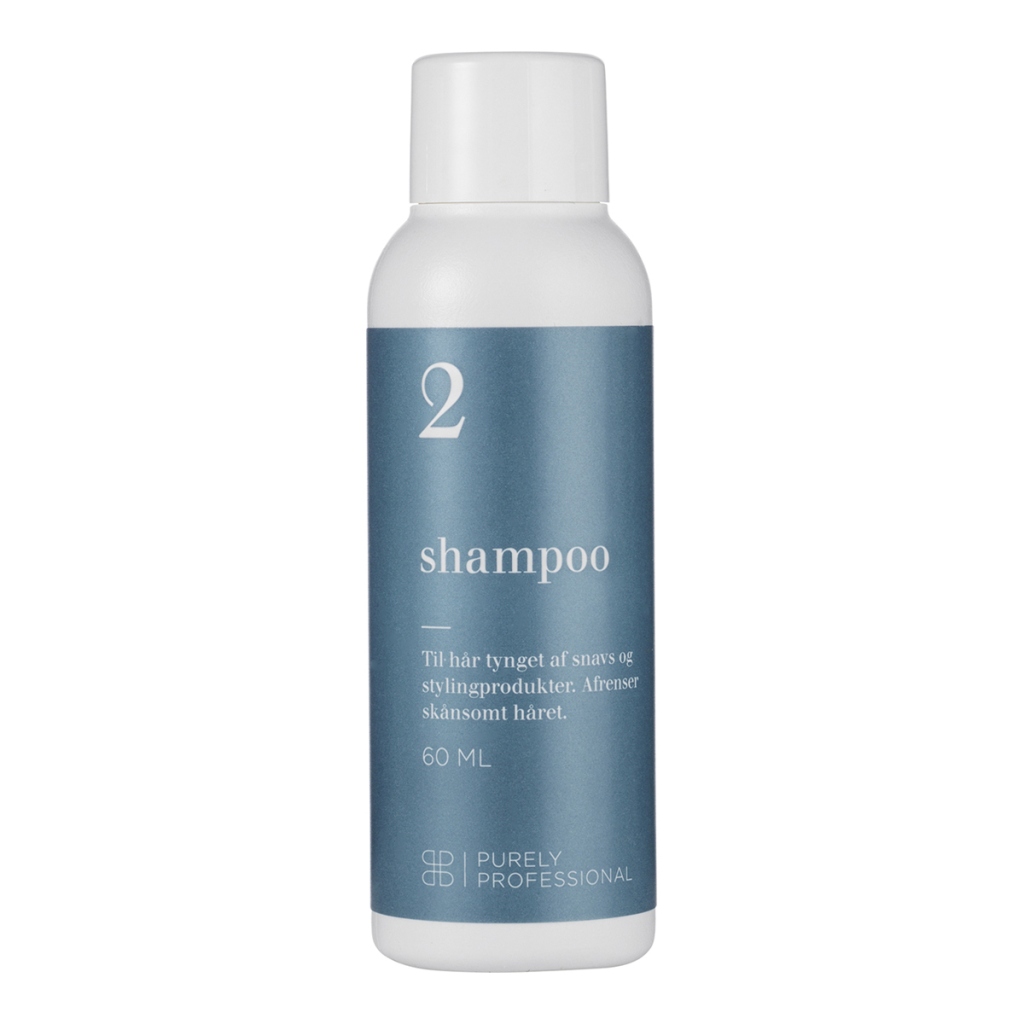 2
shampoo
Til hår tynget af snavs og
stylingprodukter. Afrenser
skånsomt håret.
60 ML
PURELY
PROFESSIONAL